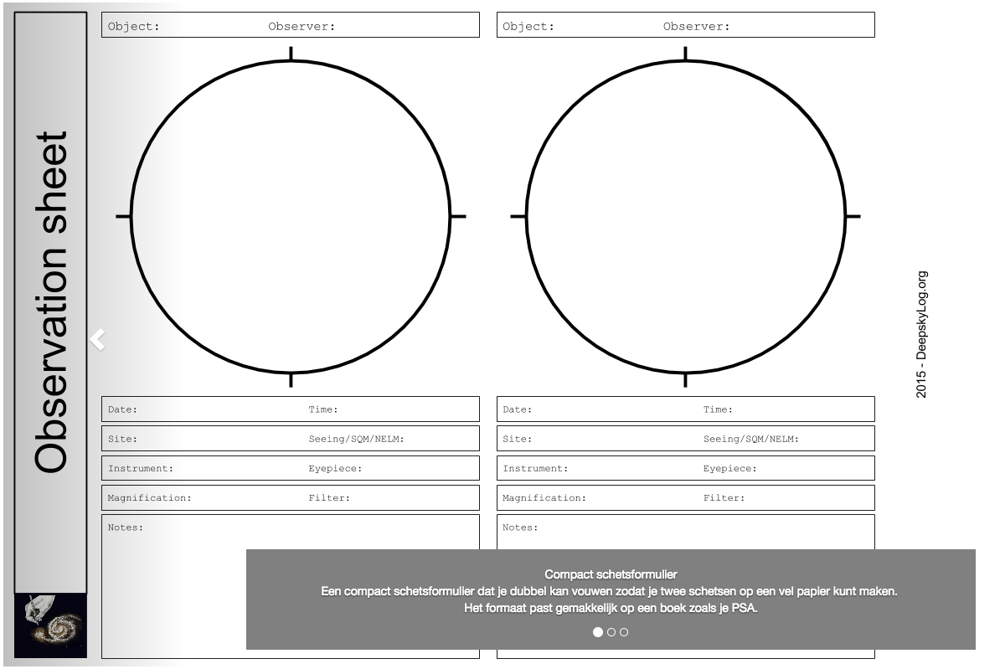 Observation sheet
Object: Observer:
Date: Time:
Site: Seeing/SQM/NELM:
Instrument: Eyepiece:
Magnification: Filter:
Notes:
Object: Observer:
Date: Time:
Site: Seeing/SQM/NELM:
Instrument: Eyepiece:
Magnification: Filter:
Notes:
2015 - DeepskyLog.org
Compact schetsformulier
Een compact schetsformulier dat je dubbel kan vouwen zodat je twee schetsen op een vel papier kunt maken.
Het formaat past gemakkelijk op een boek zoals je PSA.